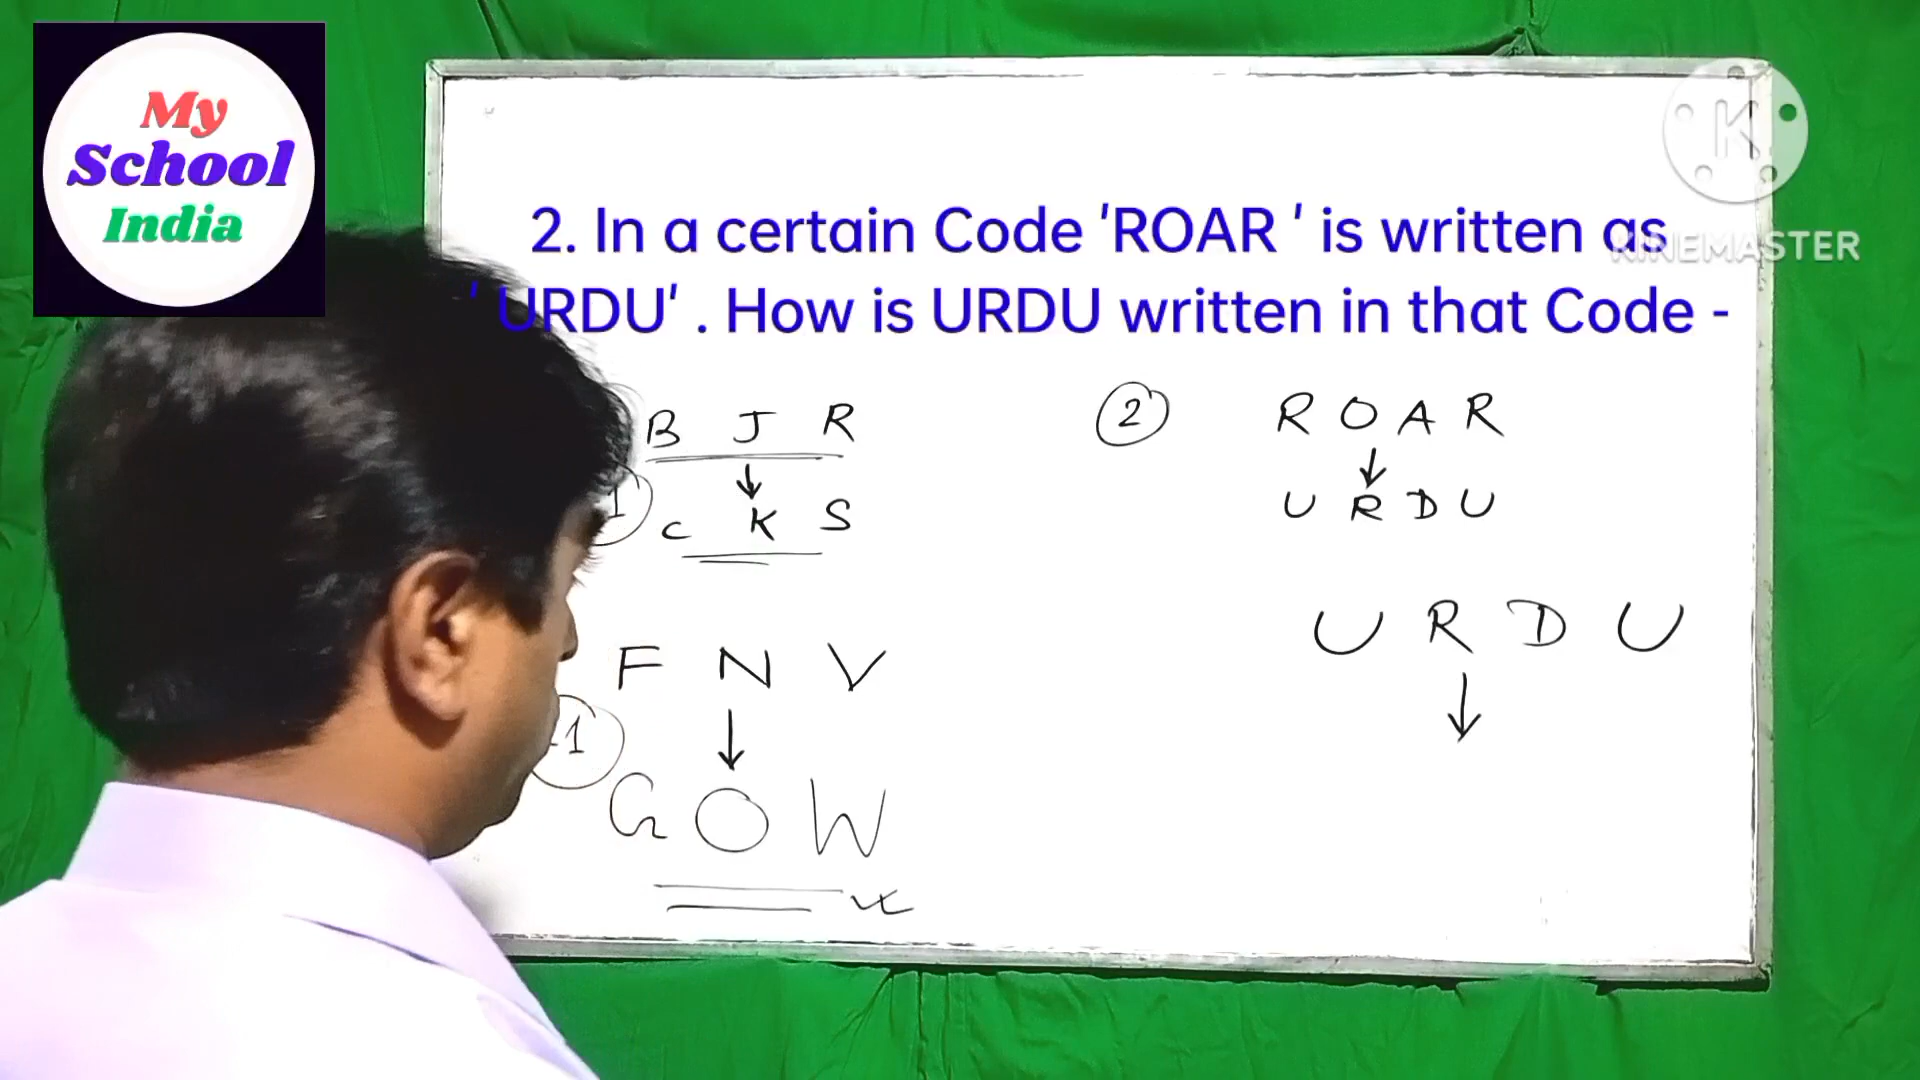 My
School
India
KINEMASTER
2. In a certain Code 'ROAR ' is written as
' URDU' . How is URDU written in that Code -
B J R
1 C K S
F N V
1
G O W
2 R O A R
U R D U
U R D U